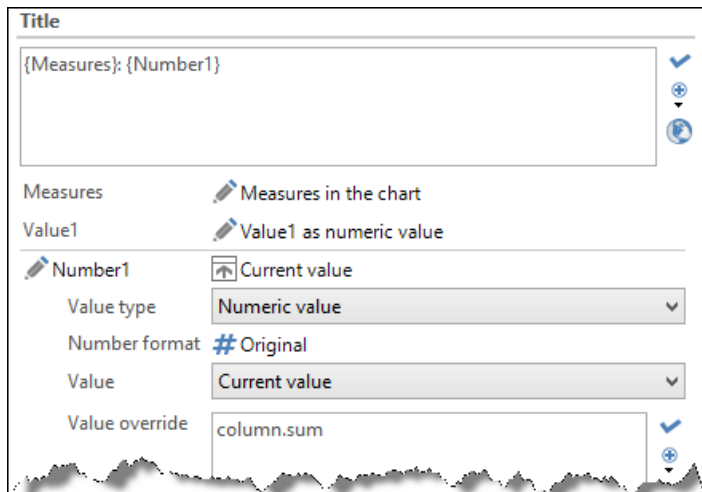 Title
{Measures}: {Number1}
Measures Measures in the chart
Value1 Value1 as numeric value
Number1 Current value
Value type Numeric value
Number format # Original
Value Current value
Value override column.sum